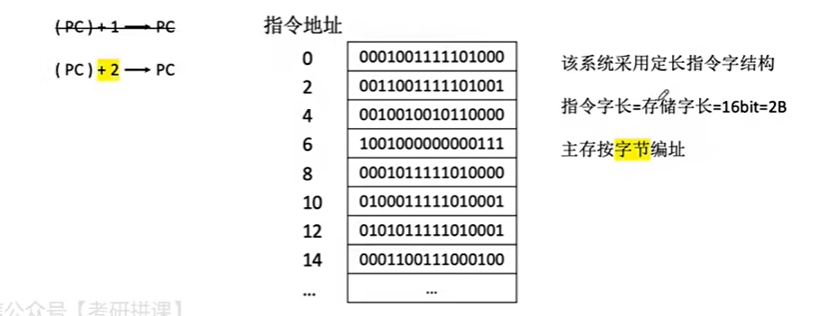 (PC)+1→PC
(PC)+2→PC
指令地址
0 0001001111101000
2 0011001111101001
4 0010010010110000
6 1001000000000111
8 0001011111010000
10 0100011111010001
12 0101011111010001
14 0001100111000100
... ...
该系统采用定长指令字结构
指令字长=存储字长=16bit=2B
主存按字节编址
公众号【考研拼课】